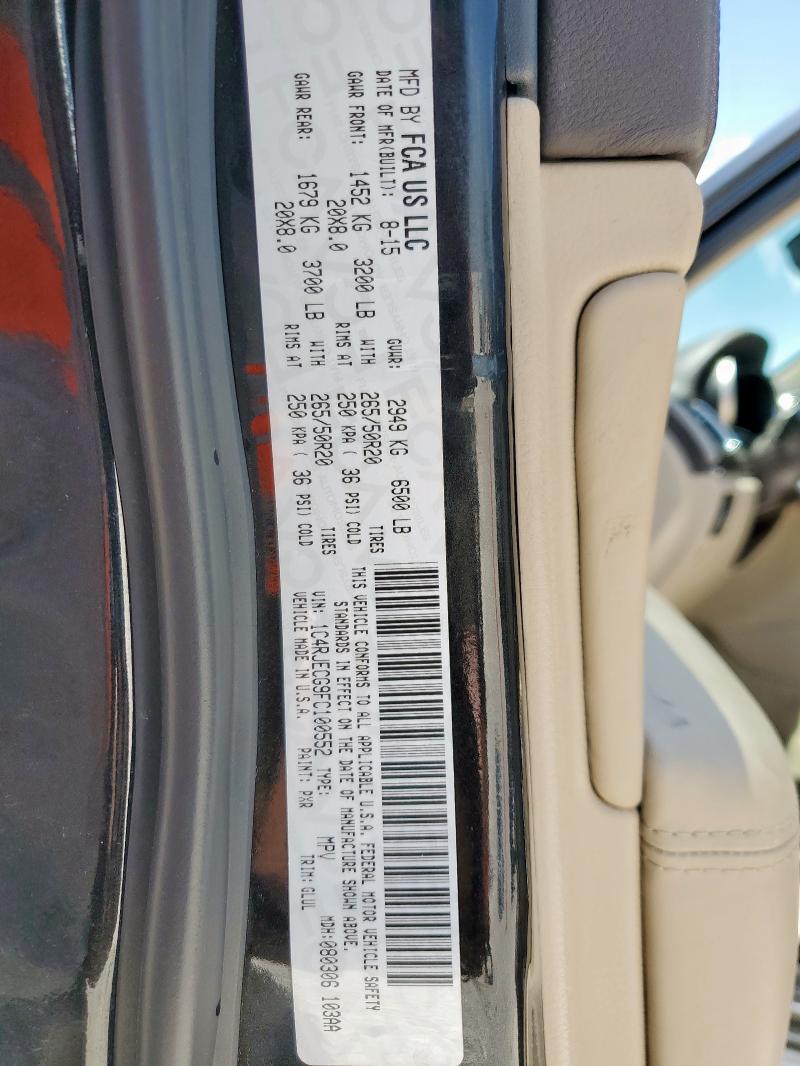 MFD BY FCA US LLC
DATE OF MFR(BUILT): 8-15 GVWR: 2949 KG 6500 LB
GAWR FRONT: 1452 KG 3200 LB WITH 265/50R20 TIRES
20X8.0 RIMS AT 250 KPA ( 36 PSI) COLD
GAWR REAR: 1679 KG 3700 LB WITH 265/50R20 TIRES
20X8.0 RIMS AT 250 KPA ( 36 PSI) COLD
THIS VEHICLE CONFORMS TO ALL APPLICABLE U.S.A. FEDERAL MOTOR VEHICLE SAFETY
STANDARDS IN EFFECT ON THE DATE OF MANUFACTURE SHOWN ABOVE.
VIN: 1C4RJECG9FC100552 TYPE: MPV MDH:080306 103AA
VEHICLE MADE IN U.S.A. PAINT: PXR TRIM: GLUL